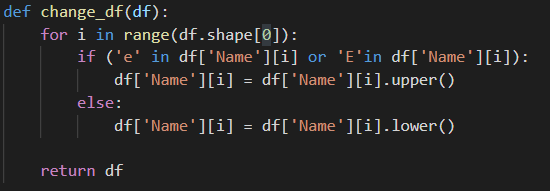 def change_df(df):
    for i in range(df.shape[0]):
        if ('e' in df['Name'][i] or 'E'in df['Name'][i]):
            df['Name'][i] = df['Name'][i].upper()
        else:
            df['Name'][i] = df['Name'][i].lower()
    return df